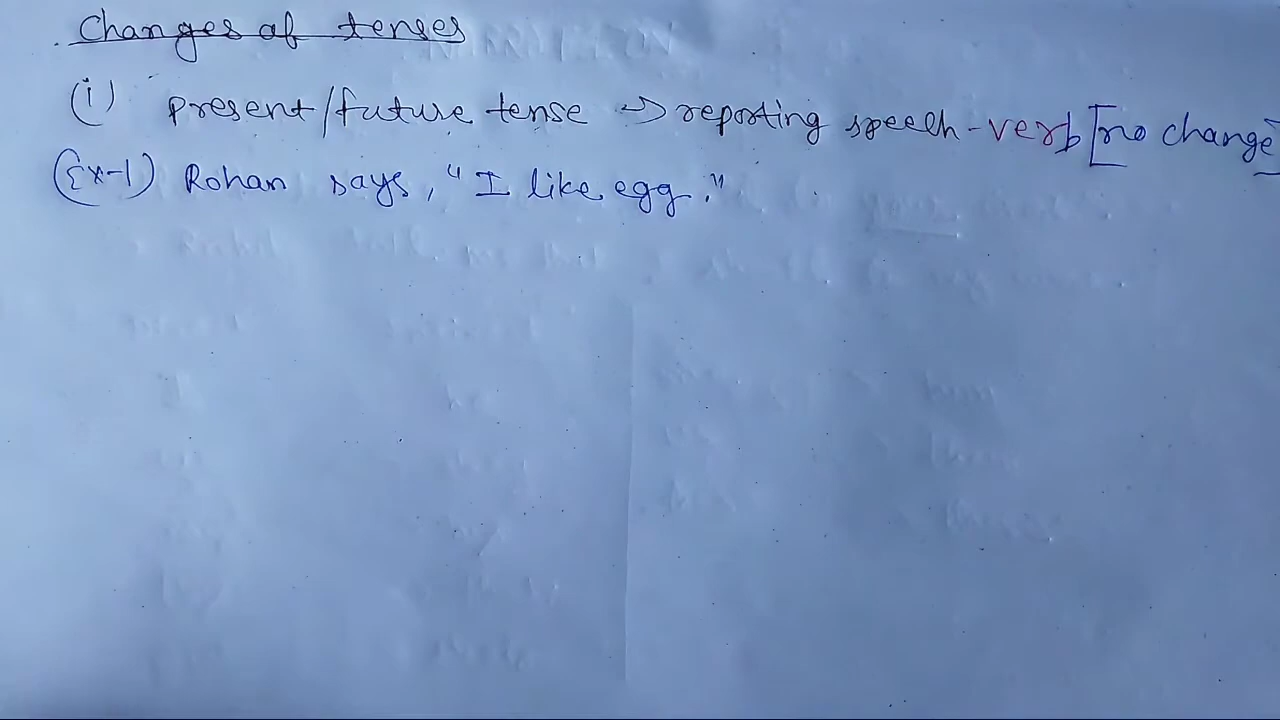 Changes of tenses
(i) Present/future tense → reporting speech-verb [no change]
(Ex-1) Rohan says, "I like egg."